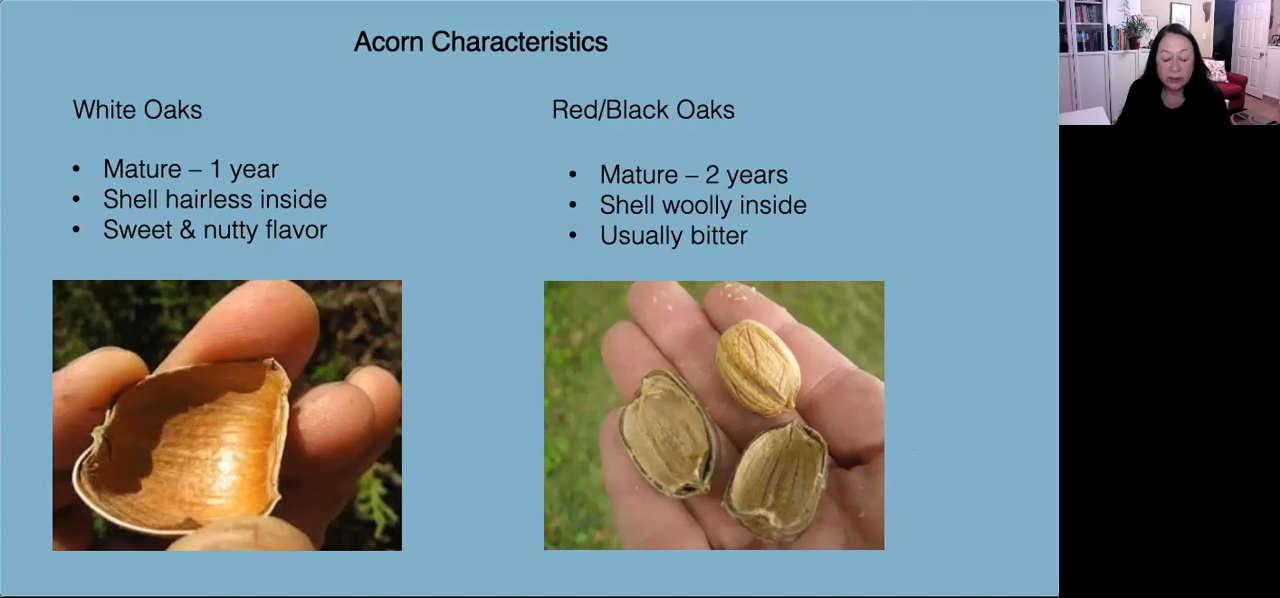 Acorn Characteristics
White Oaks
• Mature – 1 year
• Shell hairless inside
• Sweet & nutty flavor
Red/Black Oaks
• Mature – 2 years
• Shell woolly inside
• Usually bitter